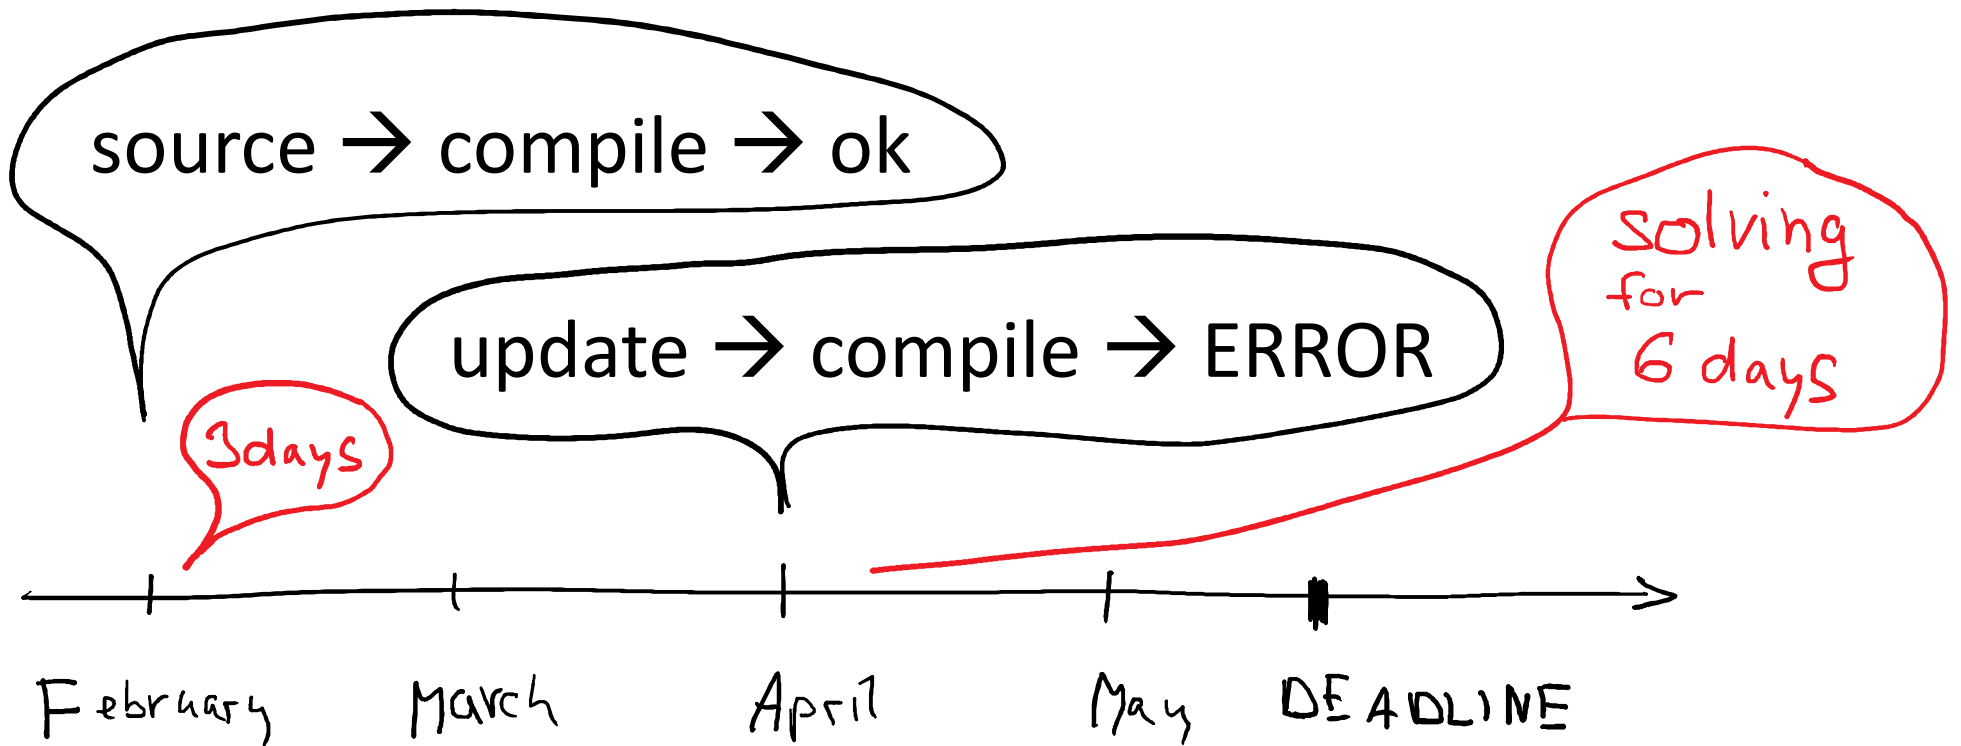 source → compile → ok
update → compile → ERROR
solving
for
6 days
3days
February March April May DEADLINE